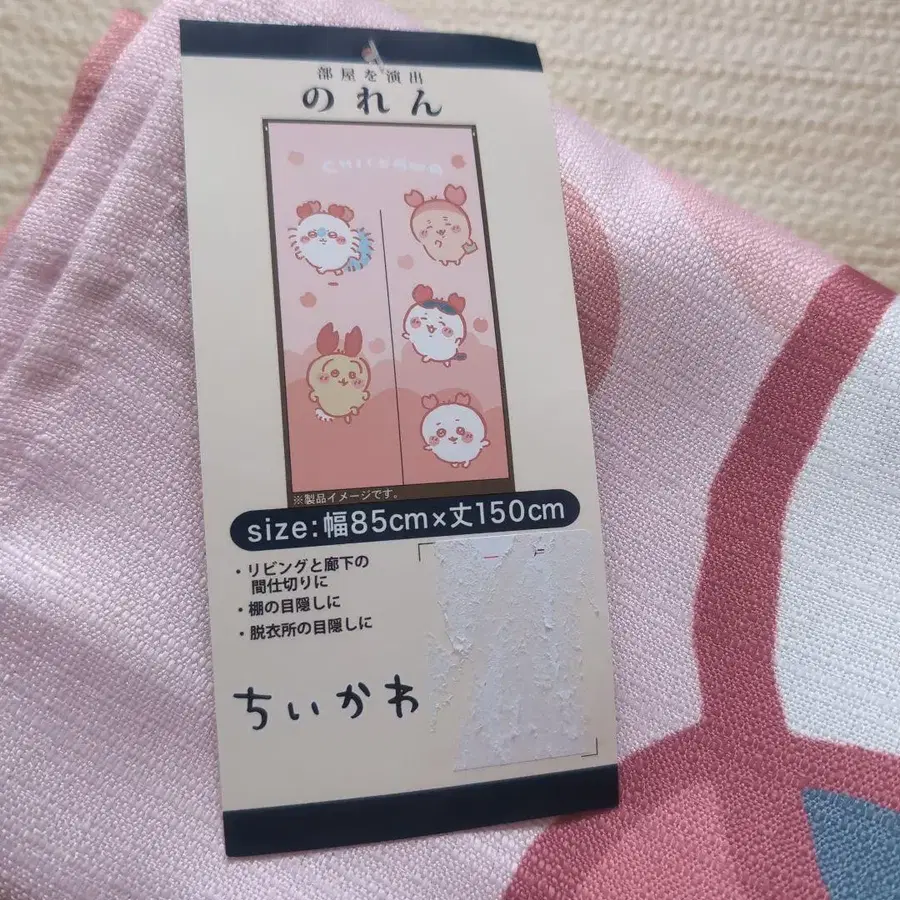 部屋を演出
のれん
CHIIKAWA
※製品イメージです。
size:幅85cm×丈150cm
・リビングと廊下の
間仕切りに
・棚の目隠しに
・脱衣所の目隠しに
ちいかわ